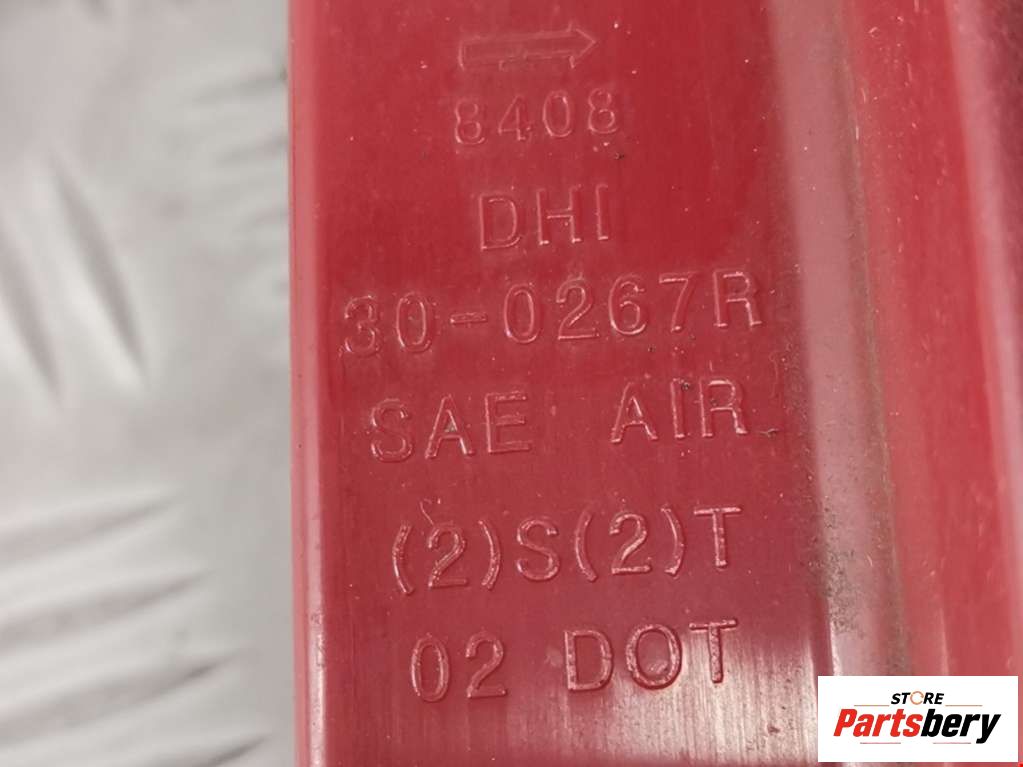 8408
DHI
30-0267R
SAE AIR
(2)S(2)T
02 DOT
STORE
Partsbery